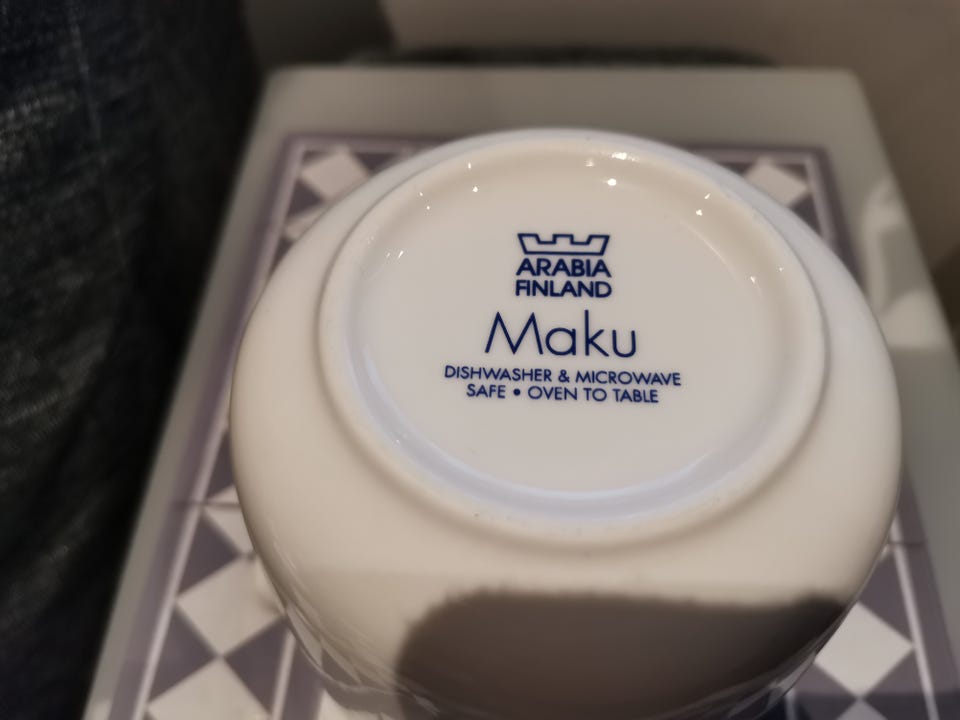 ARABIA
FINLAND
Maku
DISHWASHER & MICROWAVE
SAFE • OVEN TO TABLE